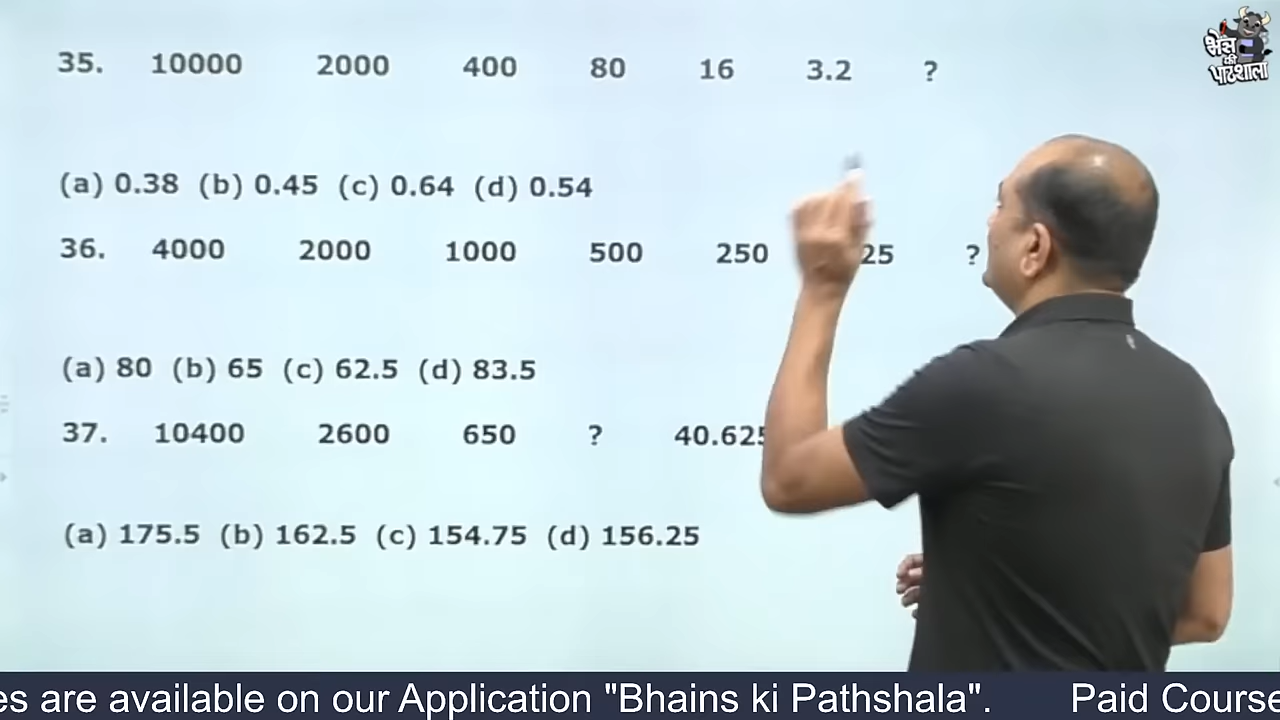 भैंस
की
पाठशाला
35. 10000 2000 400 80 16 3.2 ?
(a) 0.38 (b) 0.45 (c) 0.64 (d) 0.54
36. 4000 2000 1000 500 250 25 ?
(a) 80 (b) 65 (c) 62.5 (d) 83.5
37. 10400 2600 650 ? 40.625
(a) 175.5 (b) 162.5 (c) 154.75 (d) 156.25
es are available on our Application "Bhains ki Pathshala". Paid Course